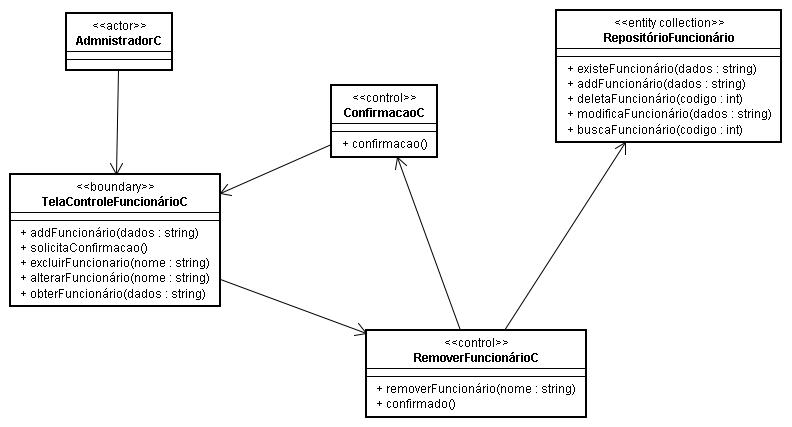 <<actor>>
AdmnistradorC
<<entity collection>>
RepositórioFuncionário
+ existeFuncionário(dados : string)
+ addFuncionário(dados : string)
+ deletaFuncionário(codigo : int)
+ modificaFuncionário(dados : string)
+ buscaFuncionário(codigo : int)
<<control>>
ConfirmacaoC
+ confirmacao()
<<boundary>>
TelaControleFuncionárioC
+ addFuncionário(dados : string)
+ solicitaConfirmacao()
+ excluirFuncionario(nome : string)
+ alterarFuncionário(nome : string)
+ obterFuncionário(dados : string)
<<control>>
RemoverFuncionárioC
+ removerFuncionário(nome : string)
+ confirmado()